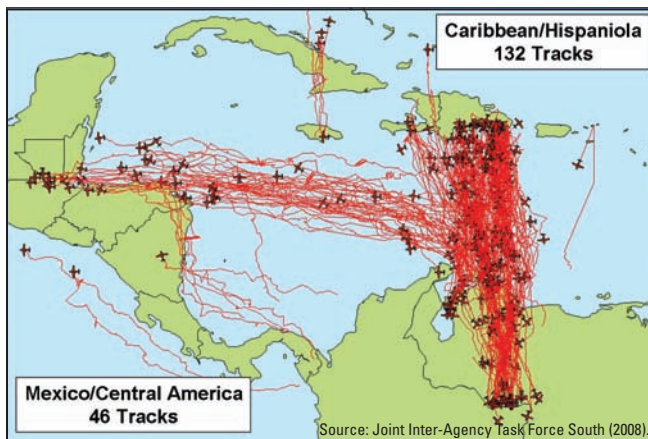 Caribbean/Hispaniola
132 Tracks
Mexico/Central America
46 Tracks
Source: Joint Inter-Agency Task Force South (2008).